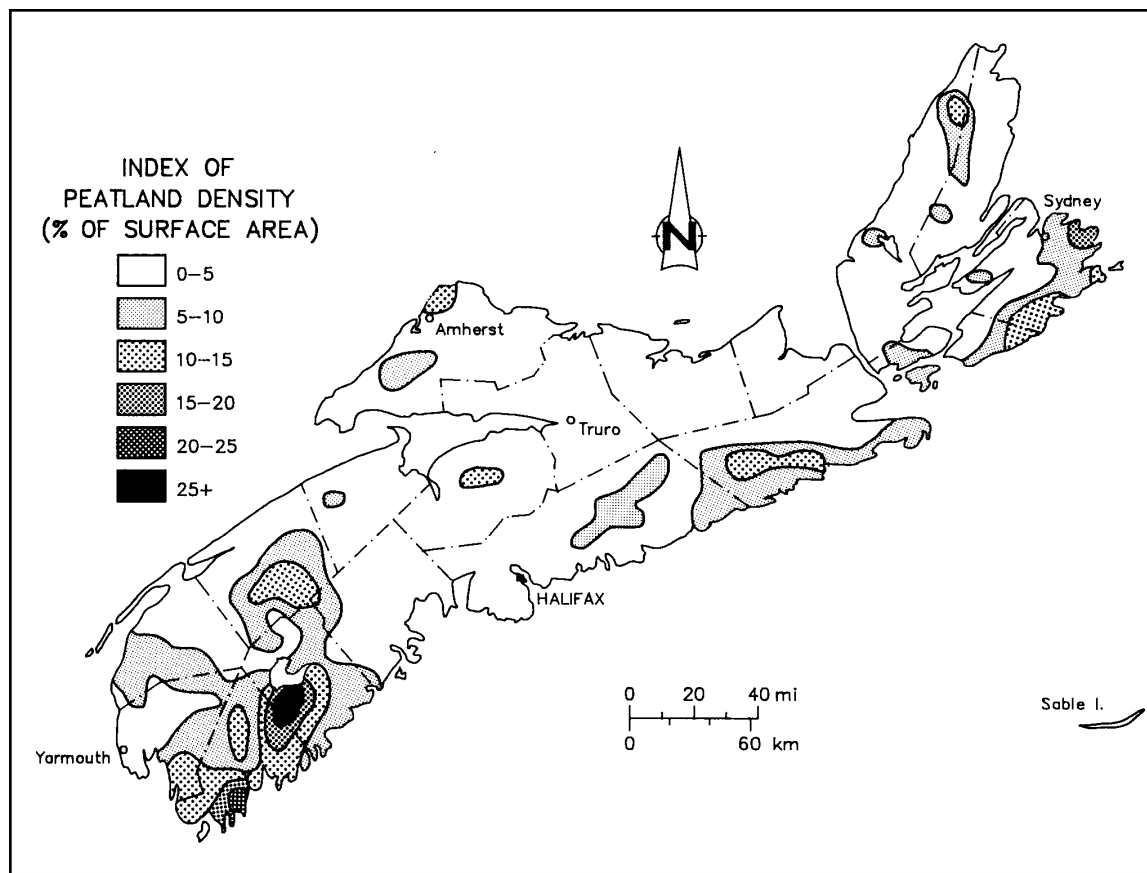 INDEX OF
PEATLAND DENSITY
(% OF SURFACE AREA)
0-5
5-10
10-15
15-20
20-25
25+
N
Sydney
Amherst
Truro
HALIFAX
Yarmouth
0 20 40 mi
0 60 km
Sable I.